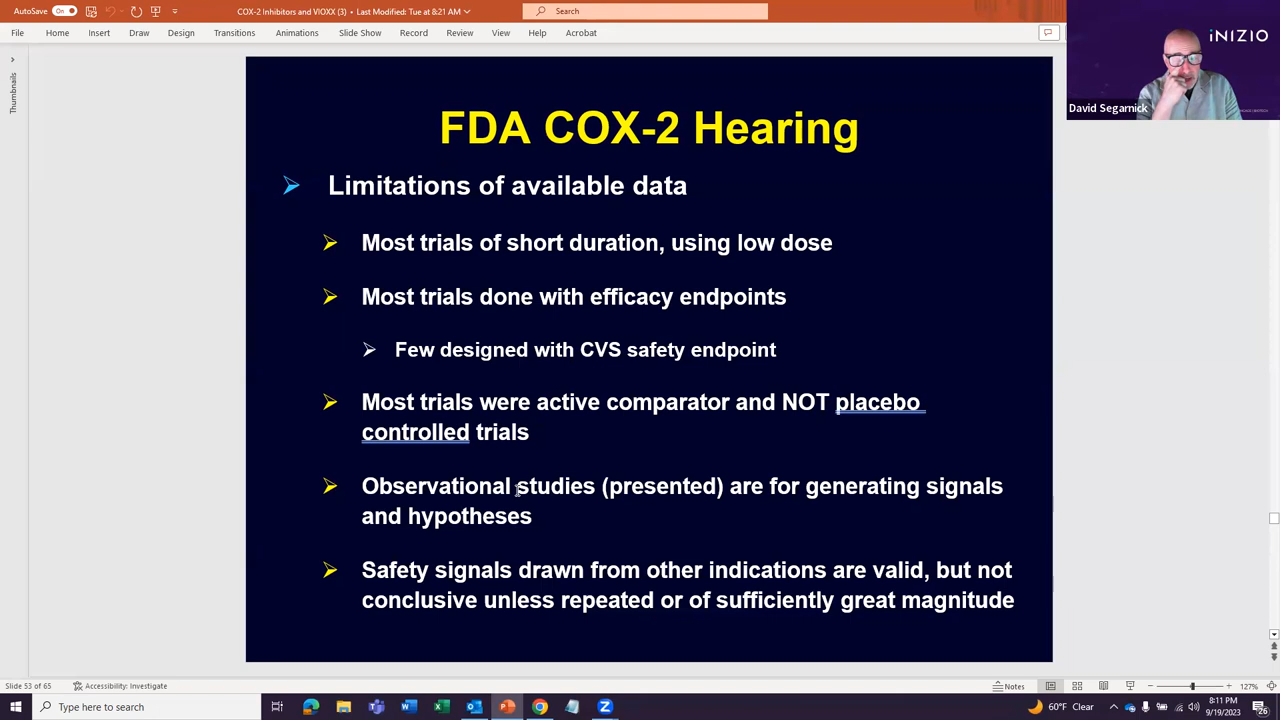 AutoSave On
COX-2 Inhibitors and VIOXX (3) • Last Modified: Tue at 8:21 AM
Search
File Home Insert Draw Design Transitions Animations Slide Show Record Review View Help Acrobat
iNIZIO
David Segarnick
Thumbnails
FDA COX-2 Hearing
Limitations of available data
Most trials of short duration, using low dose
Most trials done with efficacy endpoints
Few designed with CVS safety endpoint
Most trials were active comparator and NOT placebo
controlled trials
Observational studies (presented) are for generating signals
and hypotheses
Safety signals drawn from other indications are valid, but not
conclusive unless repeated or of sufficiently great magnitude
Slide 53 of 65 Accessibility: Investigate Notes 127%
Type here to search
60°F Clear
8:11 PM
9/19/2023
26